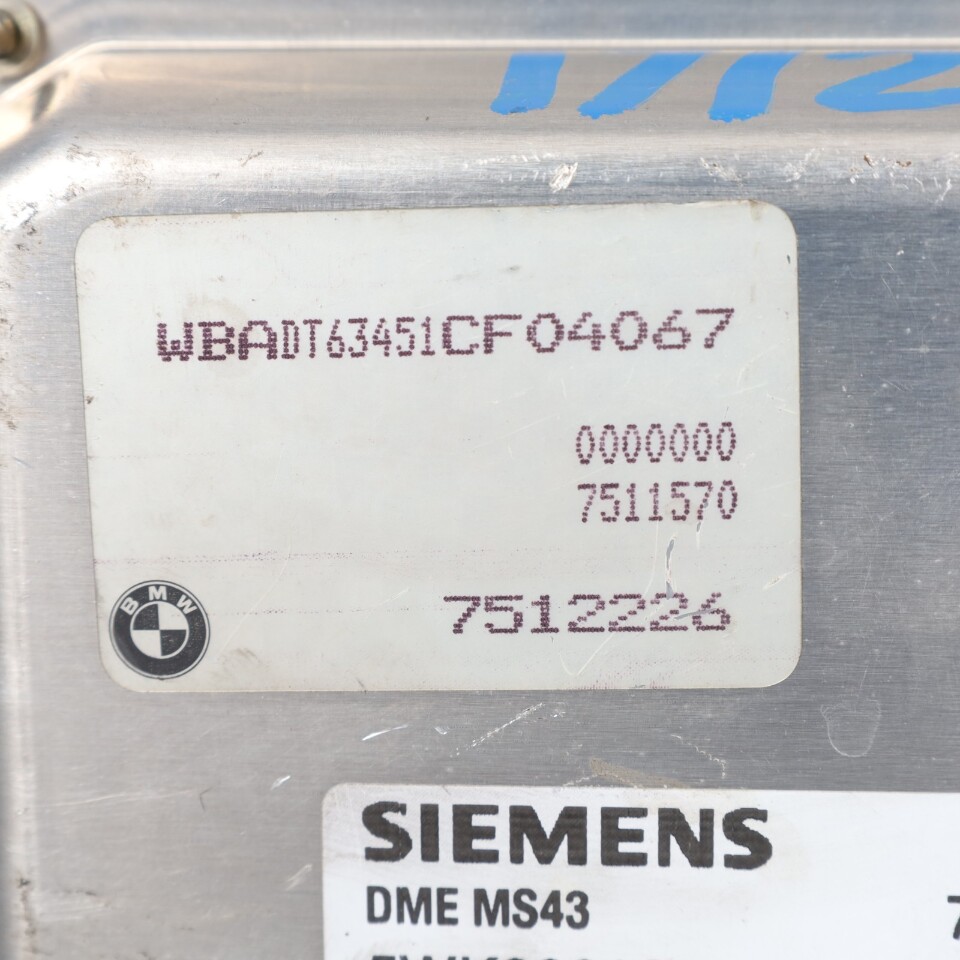 WBADT63451CF04067
0000000
7511570
BMW
7512226
SIEMENS
DME MS43